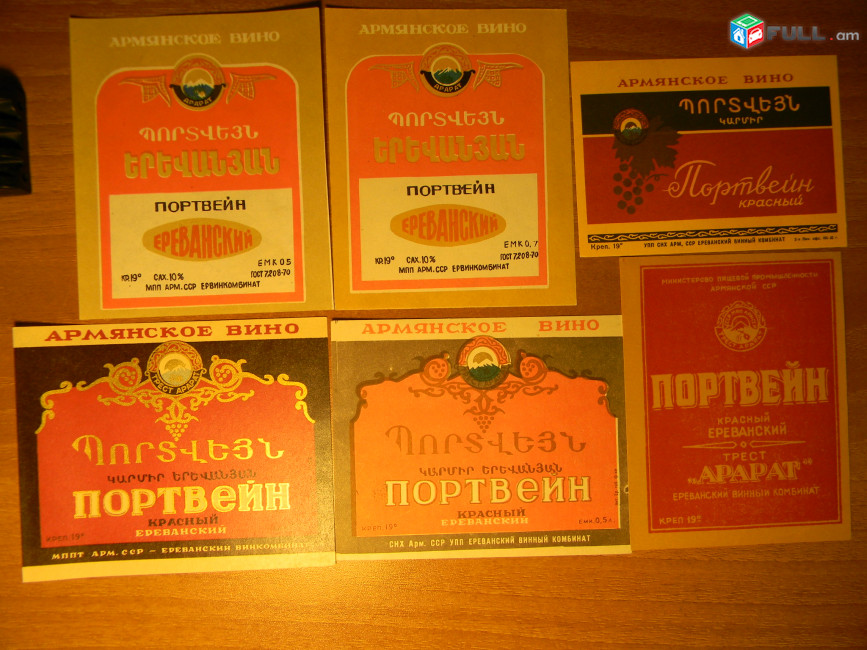 FULL.am
АРМЯНСКОЕ ВИНО
АРАРАТ
ՊՈՐՏՎԵՅՆ
ԵՐԵՎԱՆՅԱՆ
ПОРТВЕЙН
ЕРЕВАНСКИЙ
ЕМК 0.5
КР.19° САХ.10% ГОСТ 7208-70
МПП АРМ. ССР ЕРВИНКОМБИНАТ
АРМЯНСКОЕ ВИНО
АРАРАТ
ՊՈՐՏՎԵՅՆ
ԵՐԵՎԱՆՅԱՆ
ПОРТВЕЙН
ЕРЕВАНСКИЙ
ЕМК 0,7
КР.19° САХ.10% ГОСТ 7208-70
МПП АРМ. ССР ЕРВИНКОМБИНАТ
АРМЯНСКОЕ ВИНО
ՊՈՐՏՎԵՅՆ
ԿԱՐՄԻՐ
Портвейн
красный
Креп. 19°
УПП СНХ АРМ. ССР ЕРЕВАНСКИЙ ВИННЫЙ КОМБИНАТ
АРМЯНСКОЕ ВИНО
ТРЕСТ АРАРАТ
ՊՈՐՏՎԵՅՆ
ԿԱՐՄԻՐ ԵՐԵՎԱՆՅԱՆ
ПОРТВЕЙН
КРАСНЫЙ
ЕРЕВАНСКИЙ
КРЕП. 19°
МППТ АРМ. ССР – ЕРЕВАНСКИЙ ВИНКОМБИНАТ
АРМЯНСКОЕ ВИНО
ՊՈՐՏՎԵՅՆ
ԿԱՐՄԻՐ ԵՐԵՎԱՆՅԱՆ
ПОРТВЕЙН
КРАСНЫЙ
ЕРЕВАНСКИЙ
КРЕП. 19° Емк. 0,5 л.
СНХ Арм. ССР УПП ЕРЕВАНСКИЙ ВИННЫЙ КОМБИНАТ
МИНИСТЕРСТВО ПИЩЕВОЙ ПРОМЫШЛЕННОСТИ
АРМЯНСКОЙ ССР
ПОРТВЕЙН
КРАСНЫЙ
ЕРЕВАНСКИЙ
ТРЕСТ
"АРАРАТ"
ЕРЕВАНСКИЙ ВИННЫЙ КОМБИНАТ
КРЕП 19°